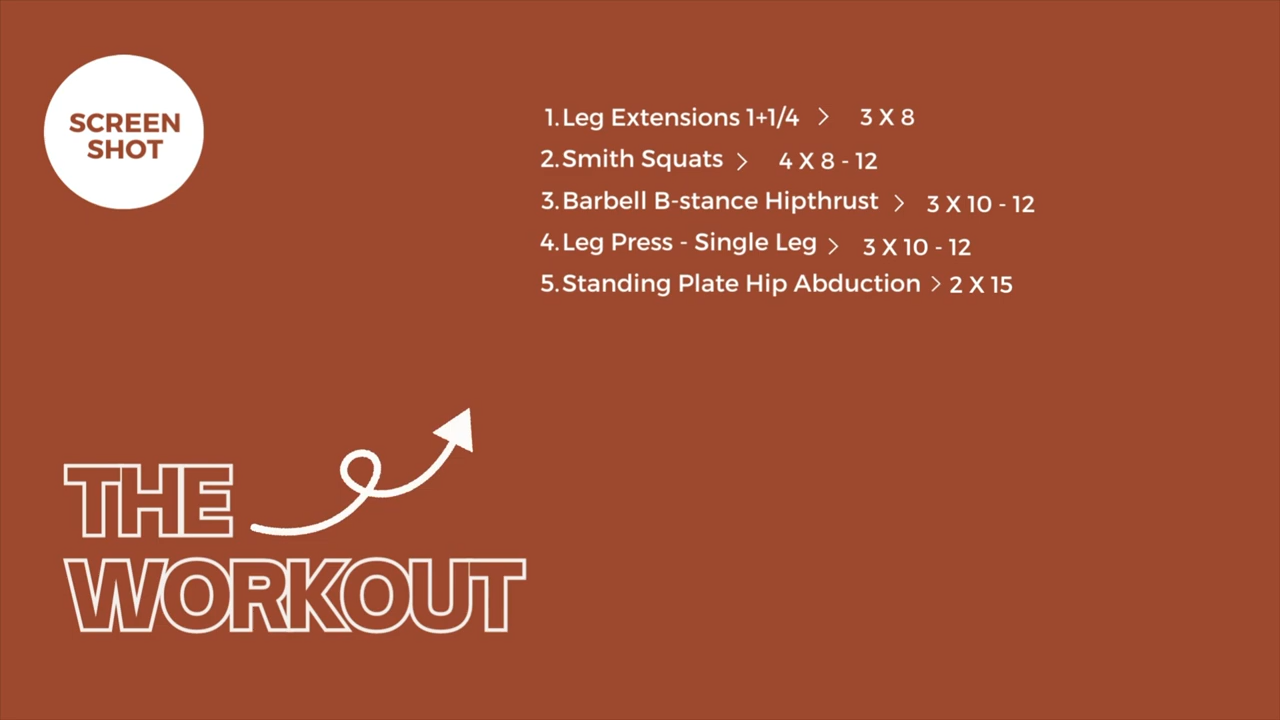 SCREEN
SHOT
1. Leg Extensions 1+1/4 > 3 X 8
2. Smith Squats > 4 X 8 - 12
3. Barbell B-stance Hipthrust > 3 X 10 - 12
4. Leg Press - Single Leg > 3 X 10 - 12
5. Standing Plate Hip Abduction > 2 X 15
THE
WORKOUT